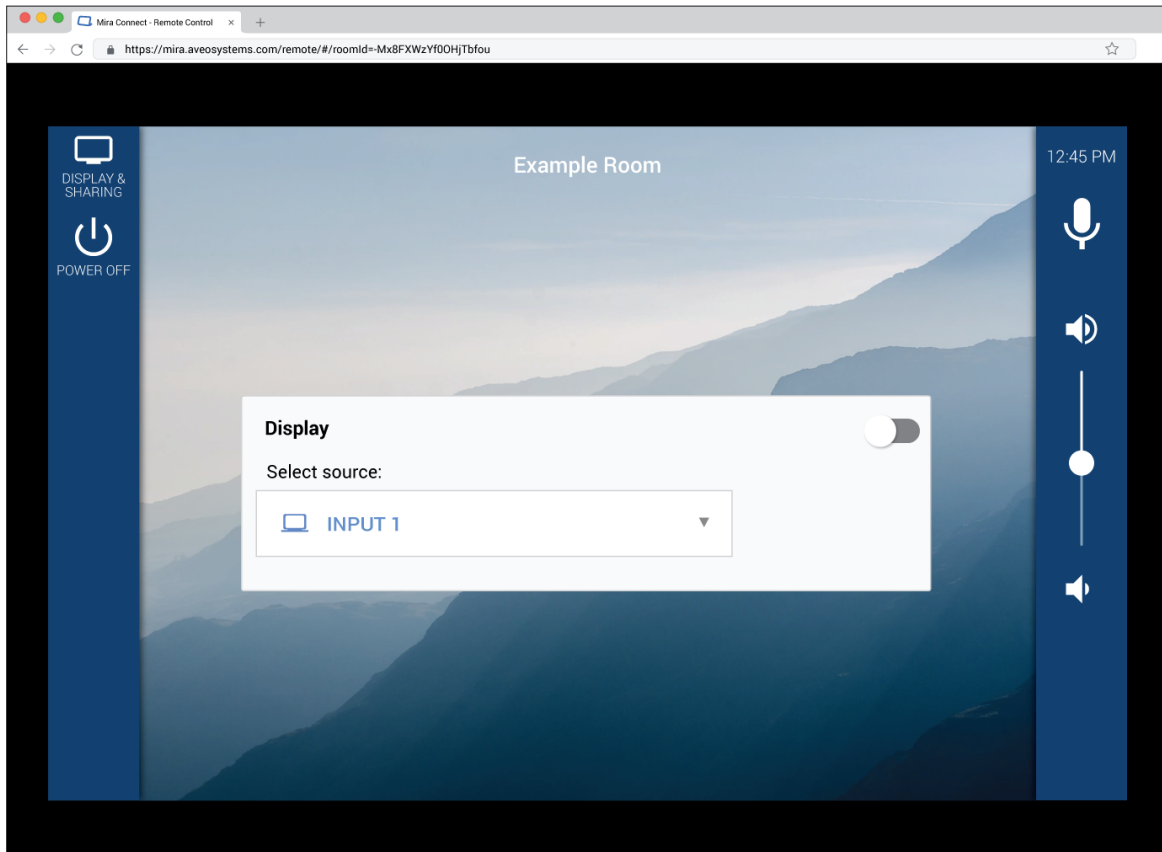 Mira Connect - Remote Control
https://mira.aveosystems.com/remote/#/roomId=-Mx8FXWzYf0OHjTbfou
DISPLAY &
SHARING
POWER OFF
Example Room
12:45 PM
Display
Select source:
INPUT 1